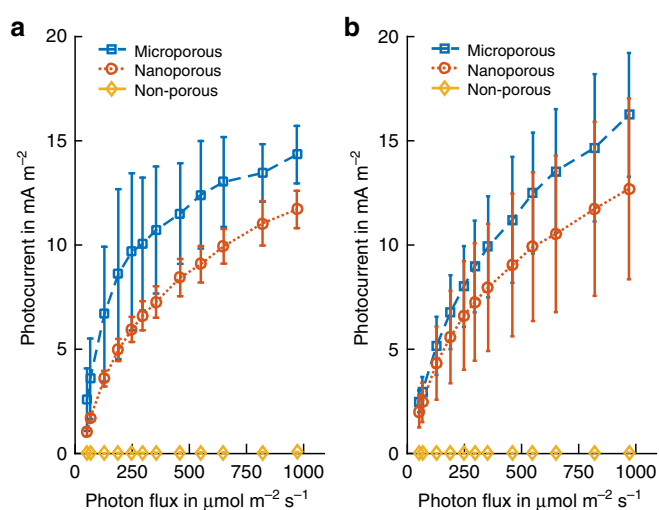 a
20
15
10
5
0
Photocurrent in mA m⁻²
Microporous
Nanoporous
Non-porous
0 250 500 750 1000
Photon flux in μmol m⁻² s⁻¹
b
20
15
10
5
0
Photocurrent in mA m⁻²
Microporous
Nanoporous
Non-porous
0 250 500 750 1000
Photon flux in μmol m⁻² s⁻¹